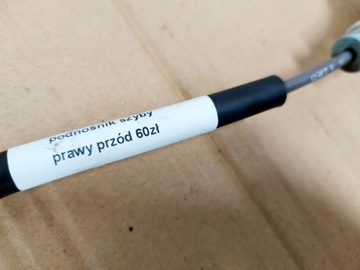 podnośnik szyby
prawy przód 60zł